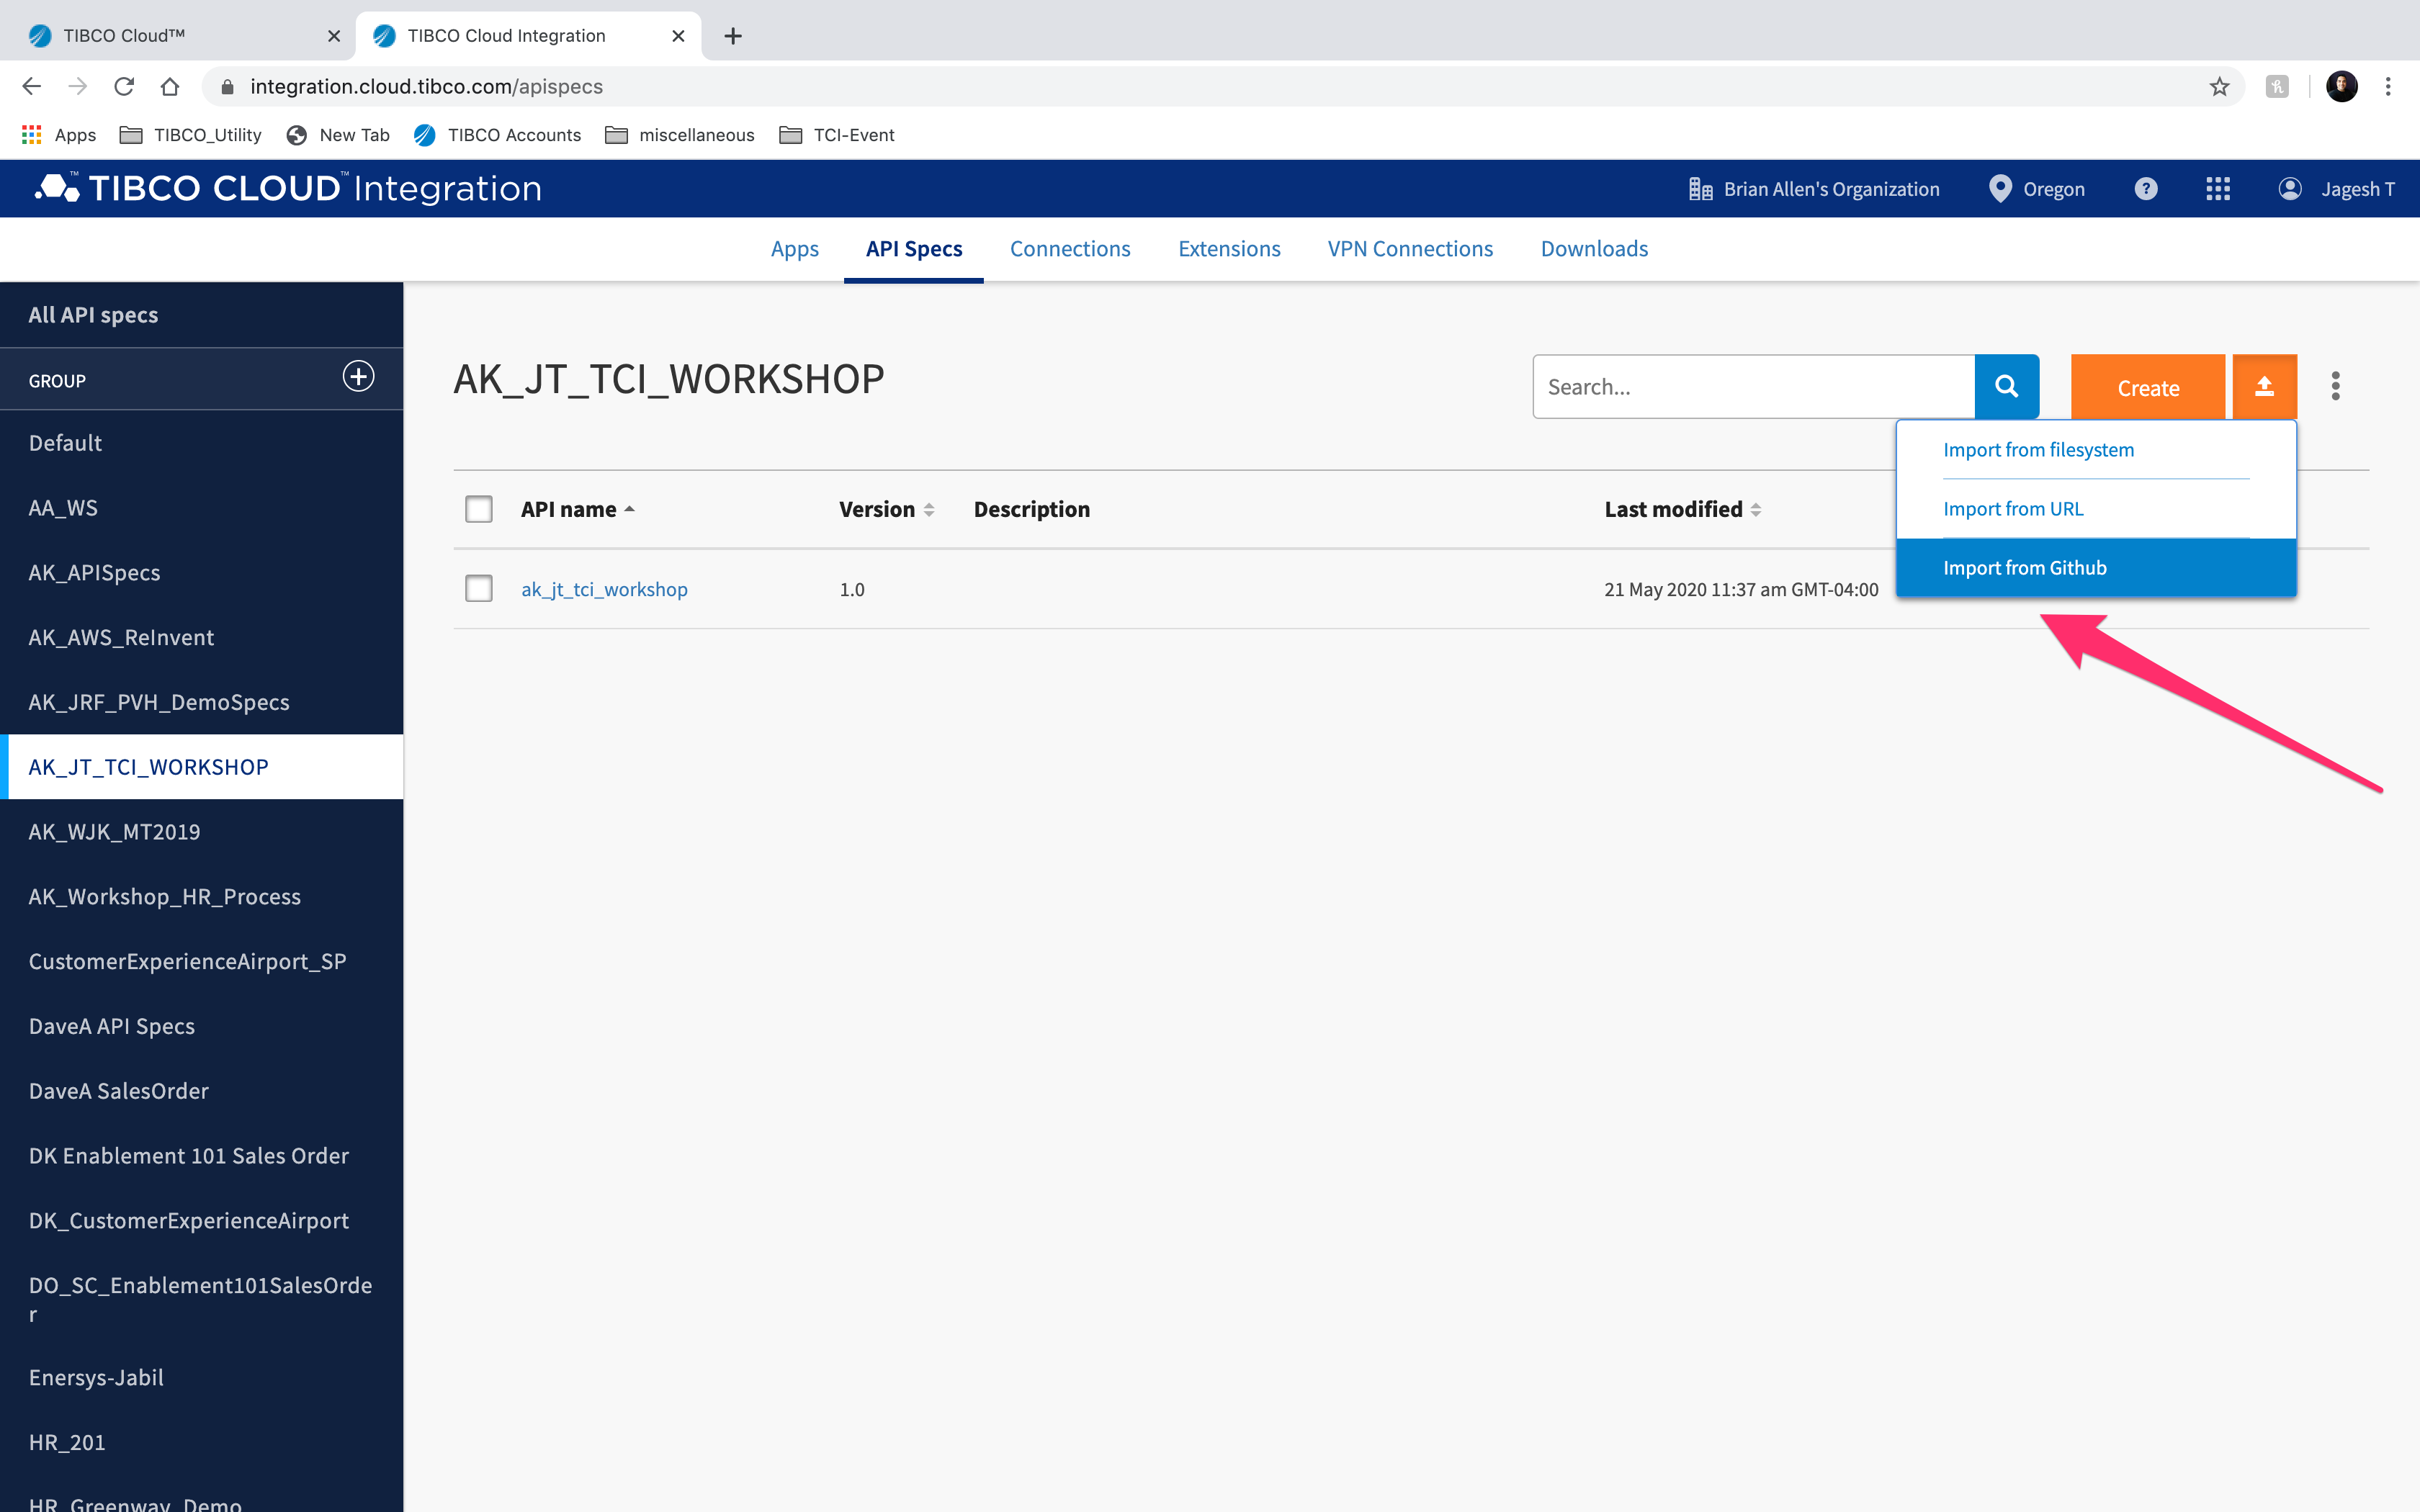 TIBCO Cloud™
TIBCO Cloud Integration
integration.cloud.tibco.com/apispecs
Apps
TIBCO_Utility
New Tab
TIBCO Accounts
miscellaneous
TCI-Event
TIBCO CLOUD™ Integration
Brian Allen's Organization
Oregon
?
Jagesh T
Apps
API Specs
Connections
Extensions
VPN Connections
Downloads
All API specs
GROUP
Default
AA_WS
AK_APISpecs
AK_AWS_ReInvent
AK_JRF_PVH_DemoSpecs
AK_JT_TCI_WORKSHOP
AK_WJK_MT2019
AK_Workshop_HR_Process
CustomerExperienceAirport_SP
DaveA API Specs
DaveA SalesOrder
DK Enablement 101 Sales Order
DK_CustomerExperienceAirport
DO_SC_Enablement101SalesOrde
r
Enersys-Jabil
HR_201
HR_Greenway_Demo
AK_JT_TCI_WORKSHOP
Search...
Create
Import from filesystem
Import from URL
Import from Github
API name
Version
Description
Last modified
ak_jt_tci_workshop
1.0
21 May 2020 11:37 am GMT-04:00